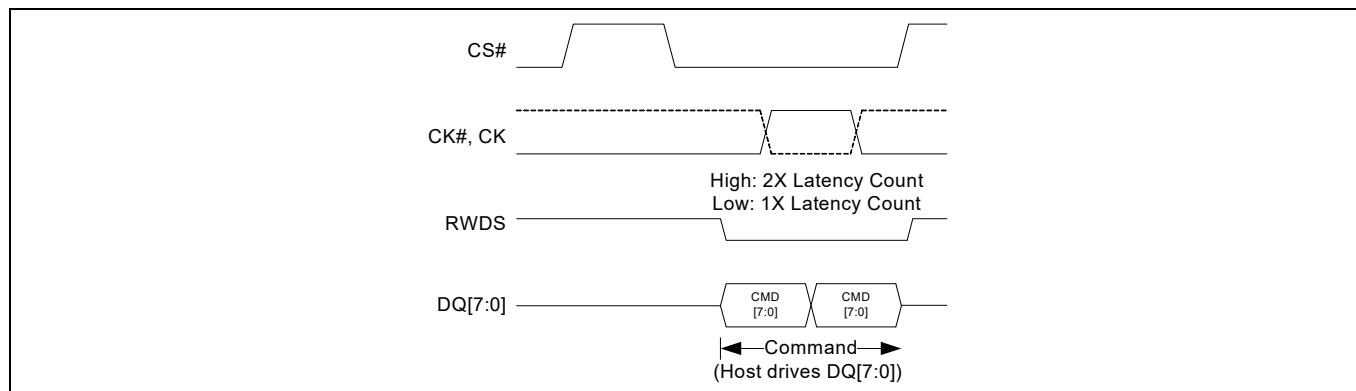 CS#
CK#, CK
High: 2X Latency Count
Low: 1X Latency Count
RWDS
DQ[7:0]
CMD
[7:0]
CMD
[7:0]
Command
(Host drives DQ[7:0])